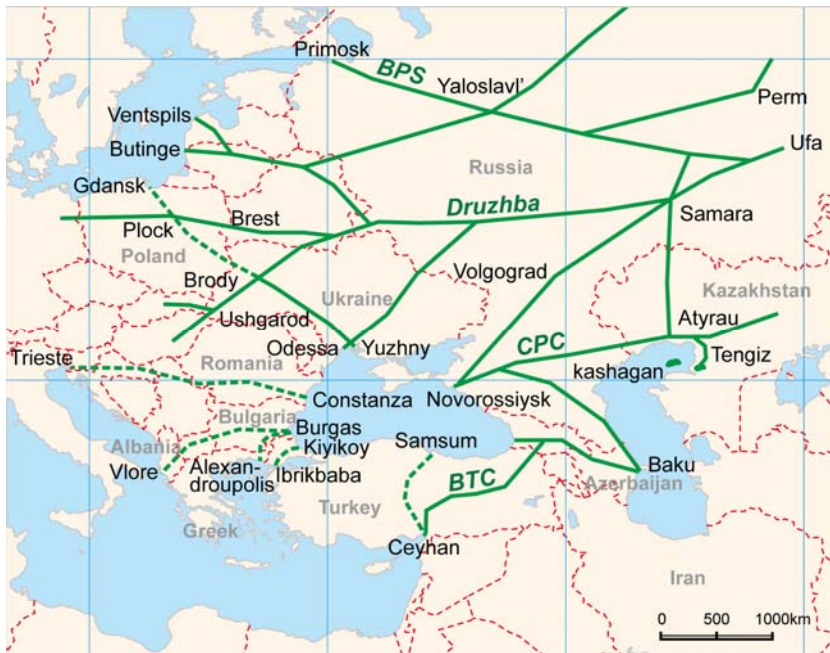 Primosk
BPS
Yaloslavl’
Perm
Ventspils
Butinge
Ufa
Russia
Gdansk
Druzhba
Samara
Plock
Brest
Poland
Volgograd
Brody
Ukraine
Kazakhstan
Ushgarod
Atyrau
Odessa
Yuzhny
CPC
Trieste
Romania
Tengiz
kashagan
Constanza
Novorossiysk
Bulgaria
Burgas
Albania
Kiyikoy
Samsum
Vlore
Alexan-
droupolis
Ibrikbaba
BTC
Baku
Azerbaijan
Turkey
Greek
Ceyhan
Iran
0 500 1000km